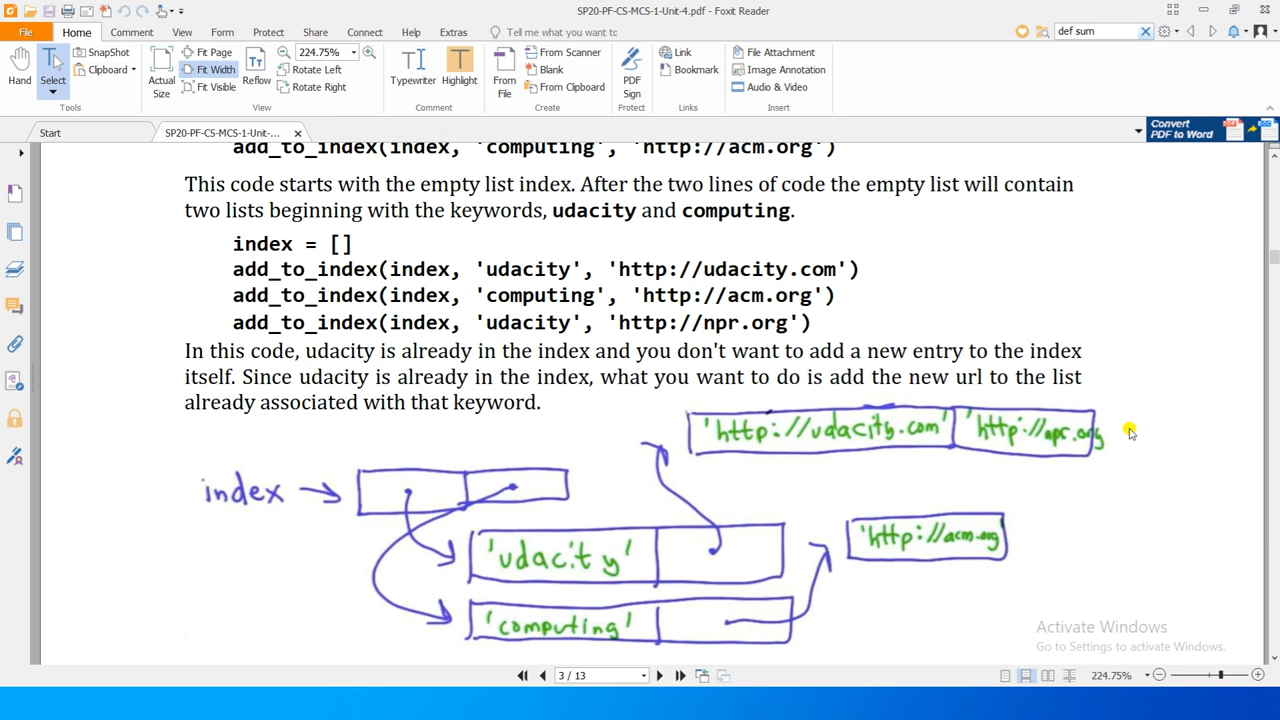 SP20-PF-CS-MCS-1-Unit-4.pdf - Foxit Reader
File Home Comment View Form Protect Share Connect Help Extras Tell me what you want tc def sum
Hand
Select
SnapShot
Clipboard
Tools
Actual Size
Fit Page
Fit Width
Fit Visible
Reflow
224.75%
Rotate Left
Rotate Right
View
Typewriter
Highlight
Comment
From File
From Scanner
Blank
From Clipboard
Create
PDF Sign
Protect
Link
Bookmark
Links
File Attachment
Image Annotation
Audio & Video
Insert
Start
SP20-PF-CS-MCS-1-Unit-...
Convert
PDF to Word
add_to_index(index, 'computing', 'http://acm.org')
This code starts with the empty list index. After the two lines of code the empty list will contain
two lists beginning with the keywords, udacity and computing.
index = []
add_to_index(index, 'udacity', 'http://udacity.com')
add_to_index(index, 'computing', 'http://acm.org')
add_to_index(index, 'udacity', 'http://npr.org')
In this code, udacity is already in the index and you don't want to add a new entry to the index
itself. Since udacity is already in the index, what you want to do is add the new url to the list
already associated with that keyword.
'http://udacity.com' 'http://npr.org
index
'udacity' 'http://acm.org'
'computing'
Activate Windows
Go to Settings to activate Windows.
3 / 13
224.75%